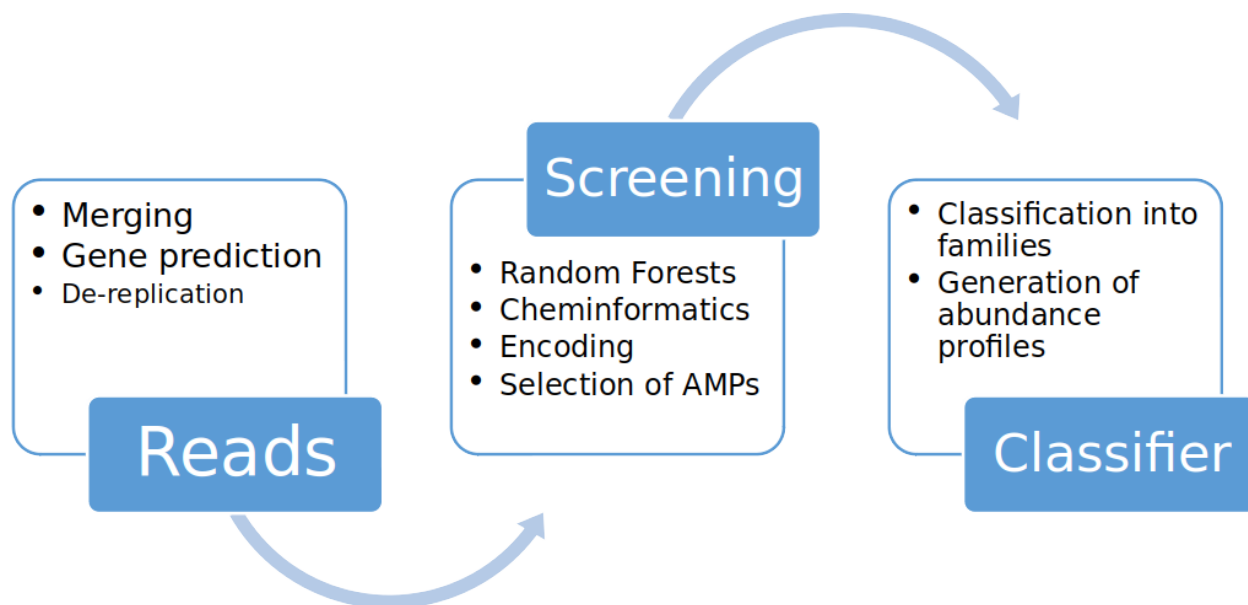 • Merging
• Gene prediction
• De-replication
Reads
Screening
• Random Forests
• Cheminformatics
• Encoding
• Selection of AMPs
• Classification into
families
• Generation of
abundance
profiles
Classifier